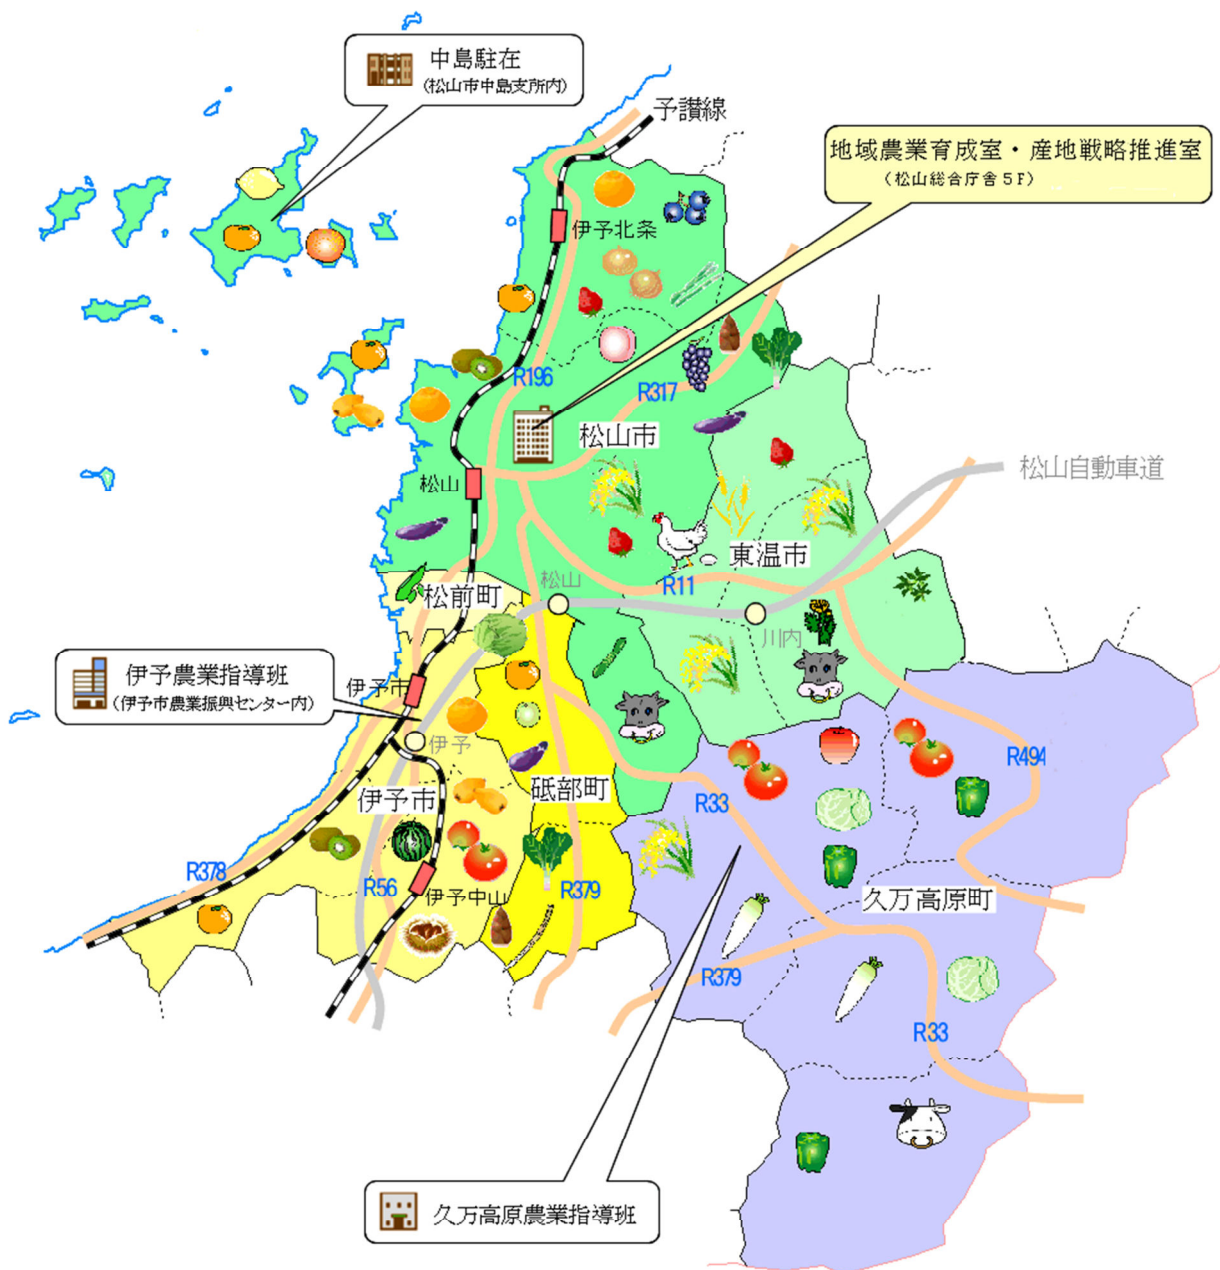 中島駐在
(松山市中島支所内)
予讃線
地域農業育成室・産地戦略推進室
(松山総合庁舎５F)
伊予北条
R196
R317
松山市
松山
松山自動車道
東温市
R11
松山
松前町
川内
伊予農業指導班
(伊予市農業振興センター内)
伊予市
伊予
R494
伊予市
砥部町
R33
R378
R56
伊予中山
R379
久万高原町
R379
R33
久万高原農業指導班